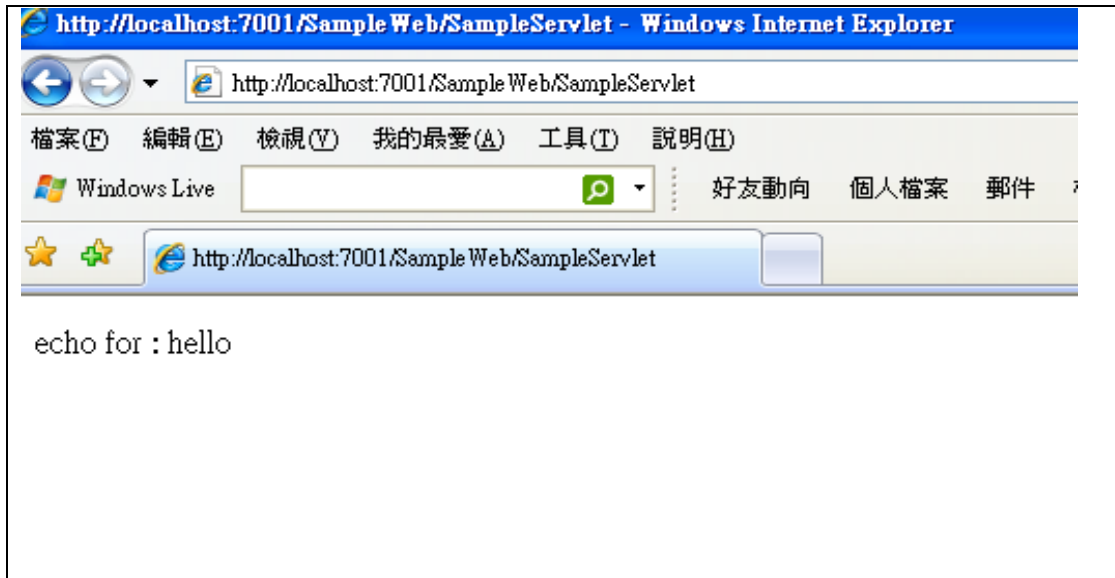 http://localhost:7001/SampleWeb/SampleServlet - Windows Internet Explorer
http://localhost:7001/SampleWeb/SampleServlet
檔案(F) 編輯(E) 檢視(V) 我的最愛(A) 工具(T) 說明(H)
Windows Live 好友動向 個人檔案 郵件
http://localhost:7001/SampleWeb/SampleServlet
echo for : hello